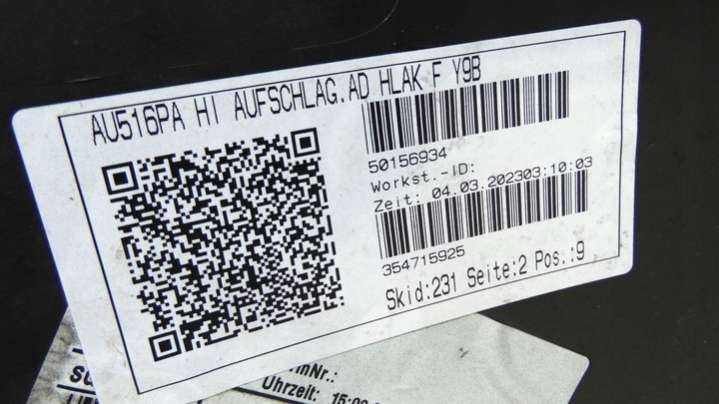 AU516PA HI AUFSCHLAG.AD HLAK F Y9B
50156934
Workst.-ID:
Zeit: 04.03.202303:10:03
354715925
Skid:231 Seite:2 Pos.:9
Uhrzeit: